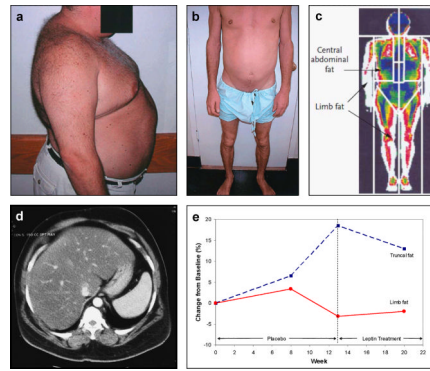 a
b
c
Central
abdominal
fat
Limb fat
d
e
Change from Baseline (%)
20
15
10
5
0
-5
-10
Truncal fat
Limb fat
Placebo
Leptin Treatment
0
2
4
6
8
10
12
14
16
18
20
22
Week